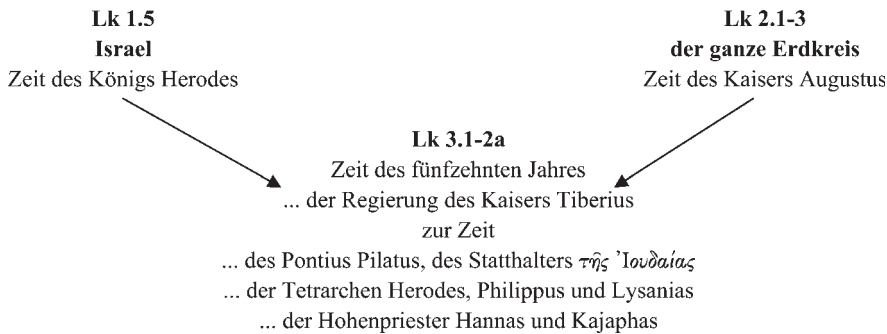 Lk 1.5
Israel
Zeit des Königs Herodes
Lk 2.1-3
der ganze Erdkreis
Zeit des Kaisers Augustus
Lk 3.1-2a
Zeit des fünfzehnten Jahres
... der Regierung des Kaisers Tiberius
zur Zeit
... des Pontius Pilatus, des Statthalters τῆς Ἰουδαίας
... der Tetrarchen Herodes, Philippus und Lysanias
... der Hohenpriester Hannas und Kajaphas